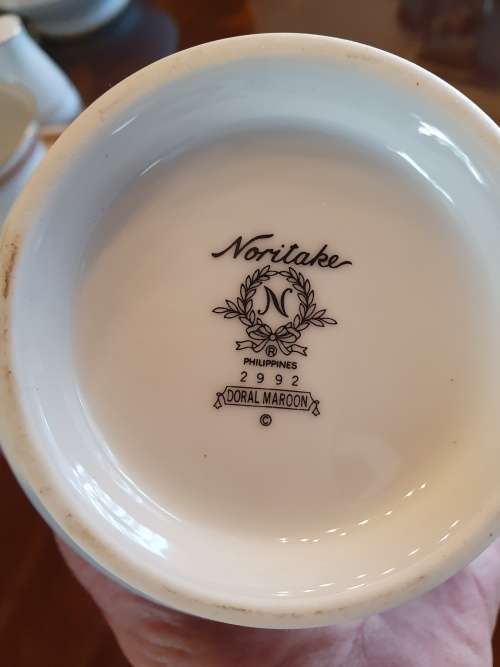 Noritake
N
®
PHILIPPINES
2992
DORAL MAROON
©